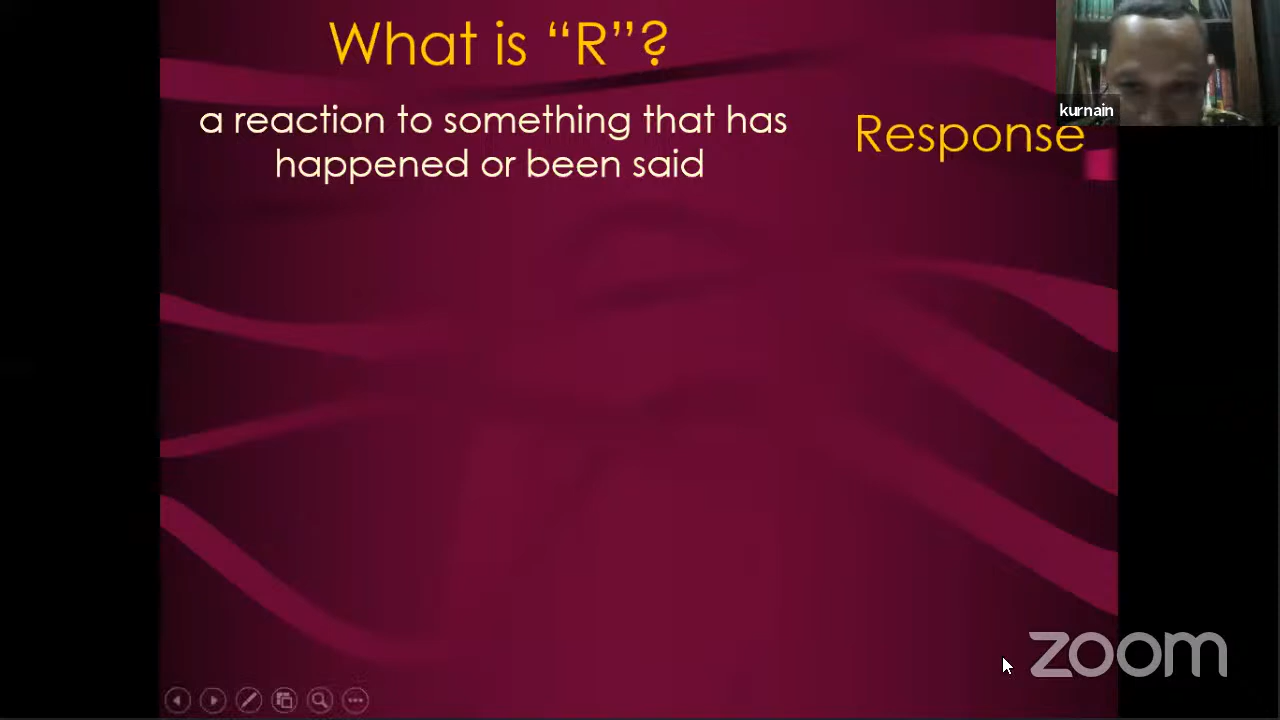 What is “R”?
a reaction to something that has
happened or been said
Response
kurnain
zoom